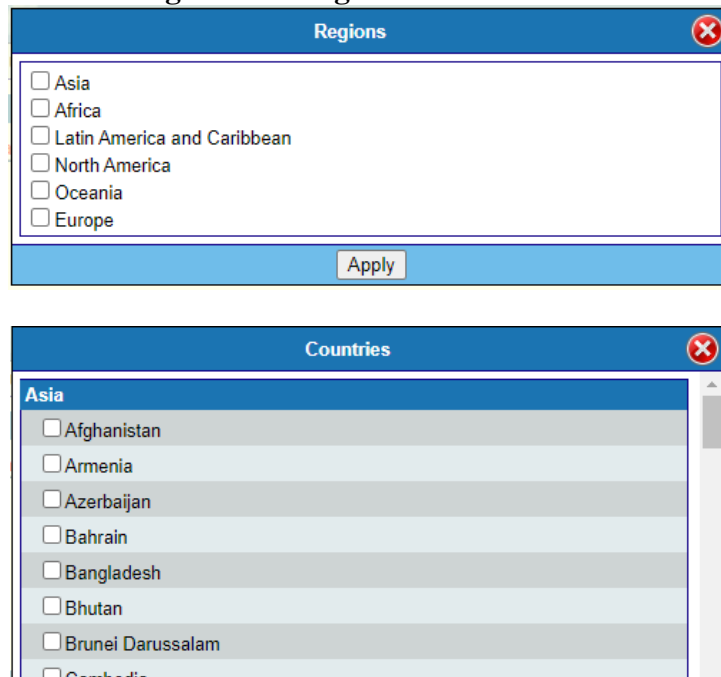 Regions
Asia
Africa
Latin America and Caribbean
North America
Oceania
Europe
Apply
Countries
Asia
Afghanistan
Armenia
Azerbaijan
Bahrain
Bangladesh
Bhutan
Brunei Darussalam
Cambodia